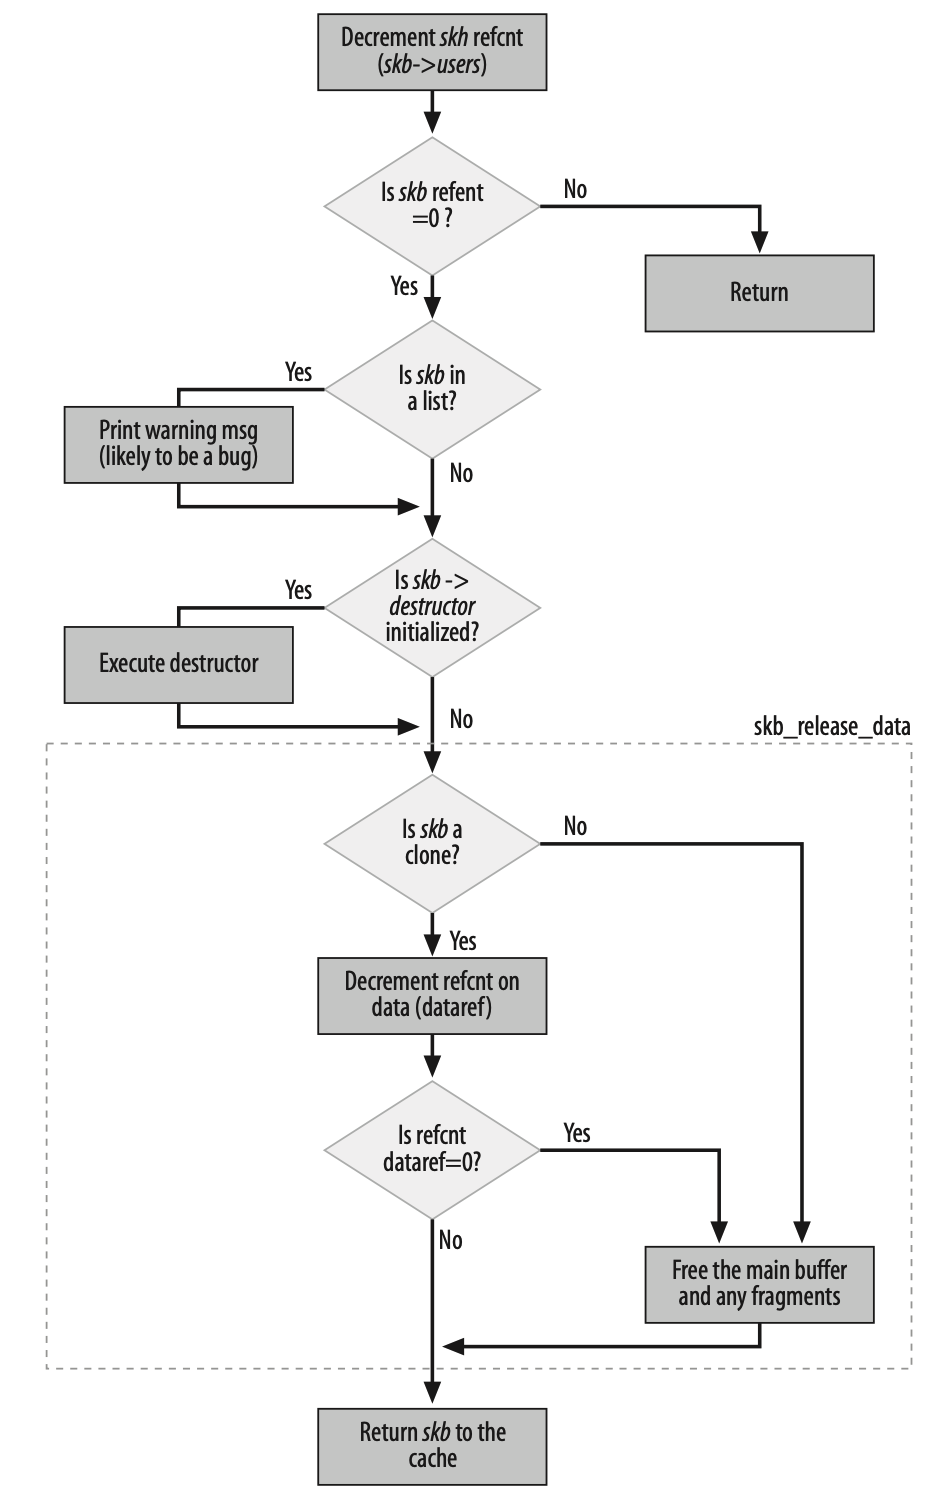 Decrement skh refcnt
(skb->users)
Is skb refent
=0 ?
No
Return
Yes
Is skb in
a list?
Yes
Print warning msg
(likely to be a bug)
No
Is skb ->
destructor
initialized?
Yes
Execute destructor
No
skb_release_data
Is skb a
clone?
No
Yes
Decrement refcnt on
data (dataref)
Is refcnt
dataref=0?
Yes
No
Free the main buffer
and any fragments
Return skb to the
cache